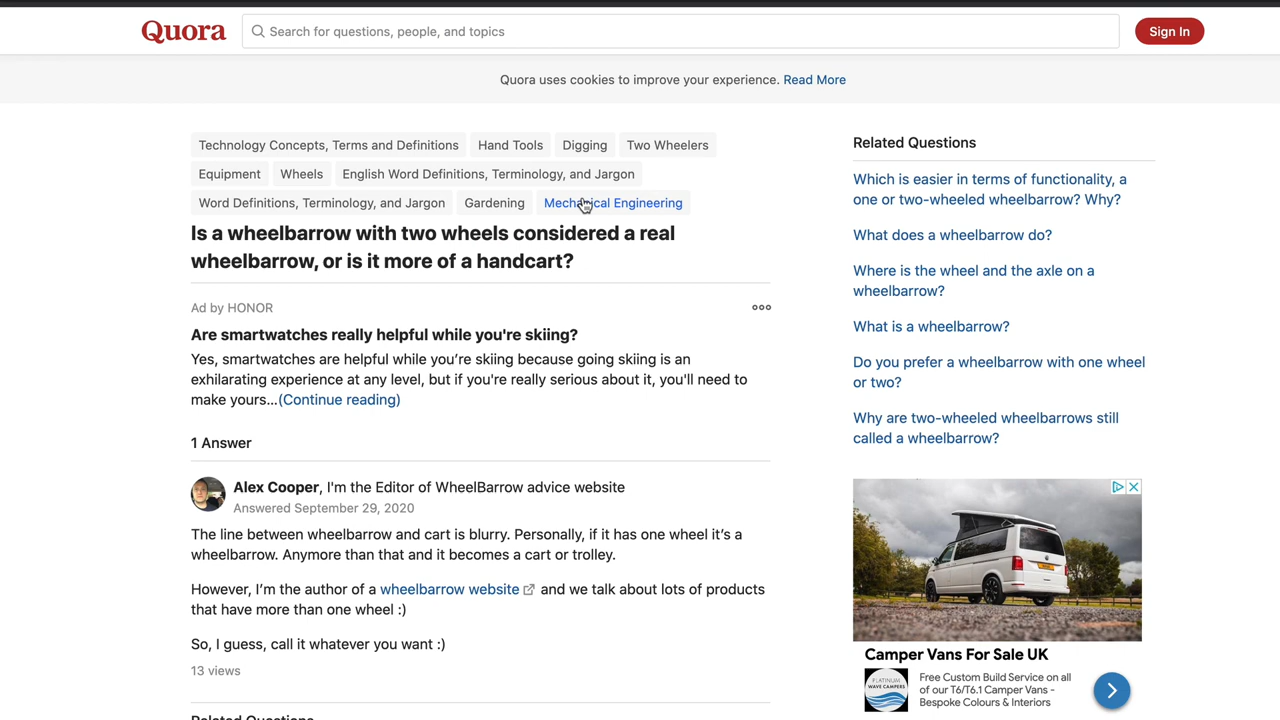 Quora
Search for questions, people, and topics
Sign In
Quora uses cookies to improve your experience. Read More
Technology Concepts, Terms and Definitions
Hand Tools
Digging
Two Wheelers
Equipment
Wheels
English Word Definitions, Terminology, and Jargon
Word Definitions, Terminology, and Jargon
Gardening
Mechanical Engineering
Is a wheelbarrow with two wheels considered a real
wheelbarrow, or is it more of a handcart?
Ad by HONOR
Are smartwatches really helpful while you're skiing?
Yes, smartwatches are helpful while you’re skiing because going skiing is an
exhilarating experience at any level, but if you're really serious about it, you'll need to
make yours...(Continue reading)
1 Answer
Alex Cooper, I'm the Editor of WheelBarrow advice website
Answered September 29, 2020
The line between wheelbarrow and cart is blurry. Personally, if it has one wheel it’s a
wheelbarrow. Anymore than that and it becomes a cart or trolley.
However, I’m the author of a wheelbarrow website and we talk about lots of products
that have more than one wheel :)
So, I guess, call it whatever you want :)
13 views
Related Questions
Related Questions
Which is easier in terms of functionality, a
one or two-wheeled wheelbarrow? Why?
What does a wheelbarrow do?
Where is the wheel and the axle on a
wheelbarrow?
What is a wheelbarrow?
Do you prefer a wheelbarrow with one wheel
or two?
Why are two-wheeled wheelbarrows still
called a wheelbarrow?
Camper Vans For Sale UK
PLATINUM
WAVE CAMPERS
Free Custom Build Service on all
of our T6/T6.1 Camper Vans -
Bespoke Colours & Interiors